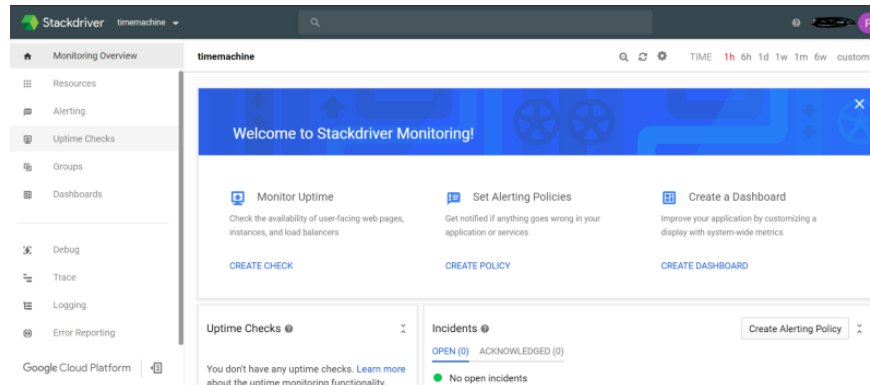 Stackdriver timemachine
Monitoring Overview
Resources
Alerting
Uptime Checks
Groups
Dashboards
Debug
Trace
Logging
Error Reporting
Google Cloud Platform
timemachine
TIME 1h 6h 1d 1w 1m 6w custom
Welcome to Stackdriver Monitoring!
Monitor Uptime
Check the availability of user-facing web pages,
instances, and load balancers
CREATE CHECK
Set Alerting Policies
Get notified if anything goes wrong in your
application or services
CREATE POLICY
Create a Dashboard
Improve your application by customizing a
display with system-wide metrics
CREATE DASHBOARD
Uptime Checks
You don't have any uptime checks. Learn more
about the uptime monitoring functionality.
Incidents
Create Alerting Policy
OPEN (0) ACKNOWLEDGED (0)
No open incidents